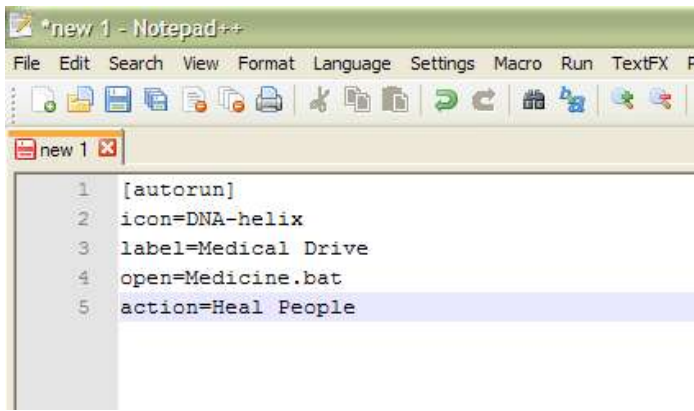 *new 1 - Notepad++
File Edit Search View Format Language Settings Macro Run TextFX
new 1
1 [autorun]
2 icon=DNA-helix
3 label=Medical Drive
4 open=Medicine.bat
5 action=Heal People